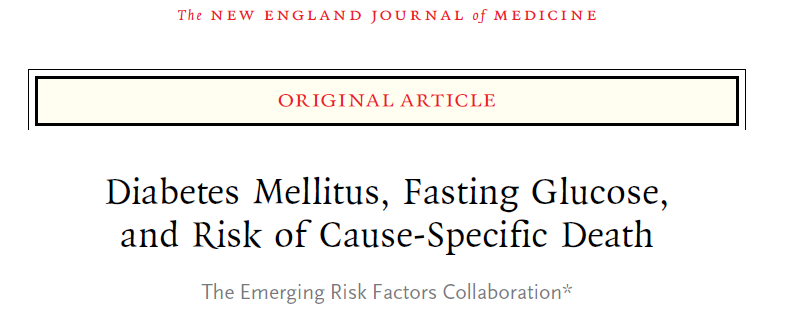 The NEW ENGLAND JOURNAL of MEDICINE
ORIGINAL ARTICLE
Diabetes Mellitus, Fasting Glucose,
and Risk of Cause-Specific Death
The Emerging Risk Factors Collaboration*